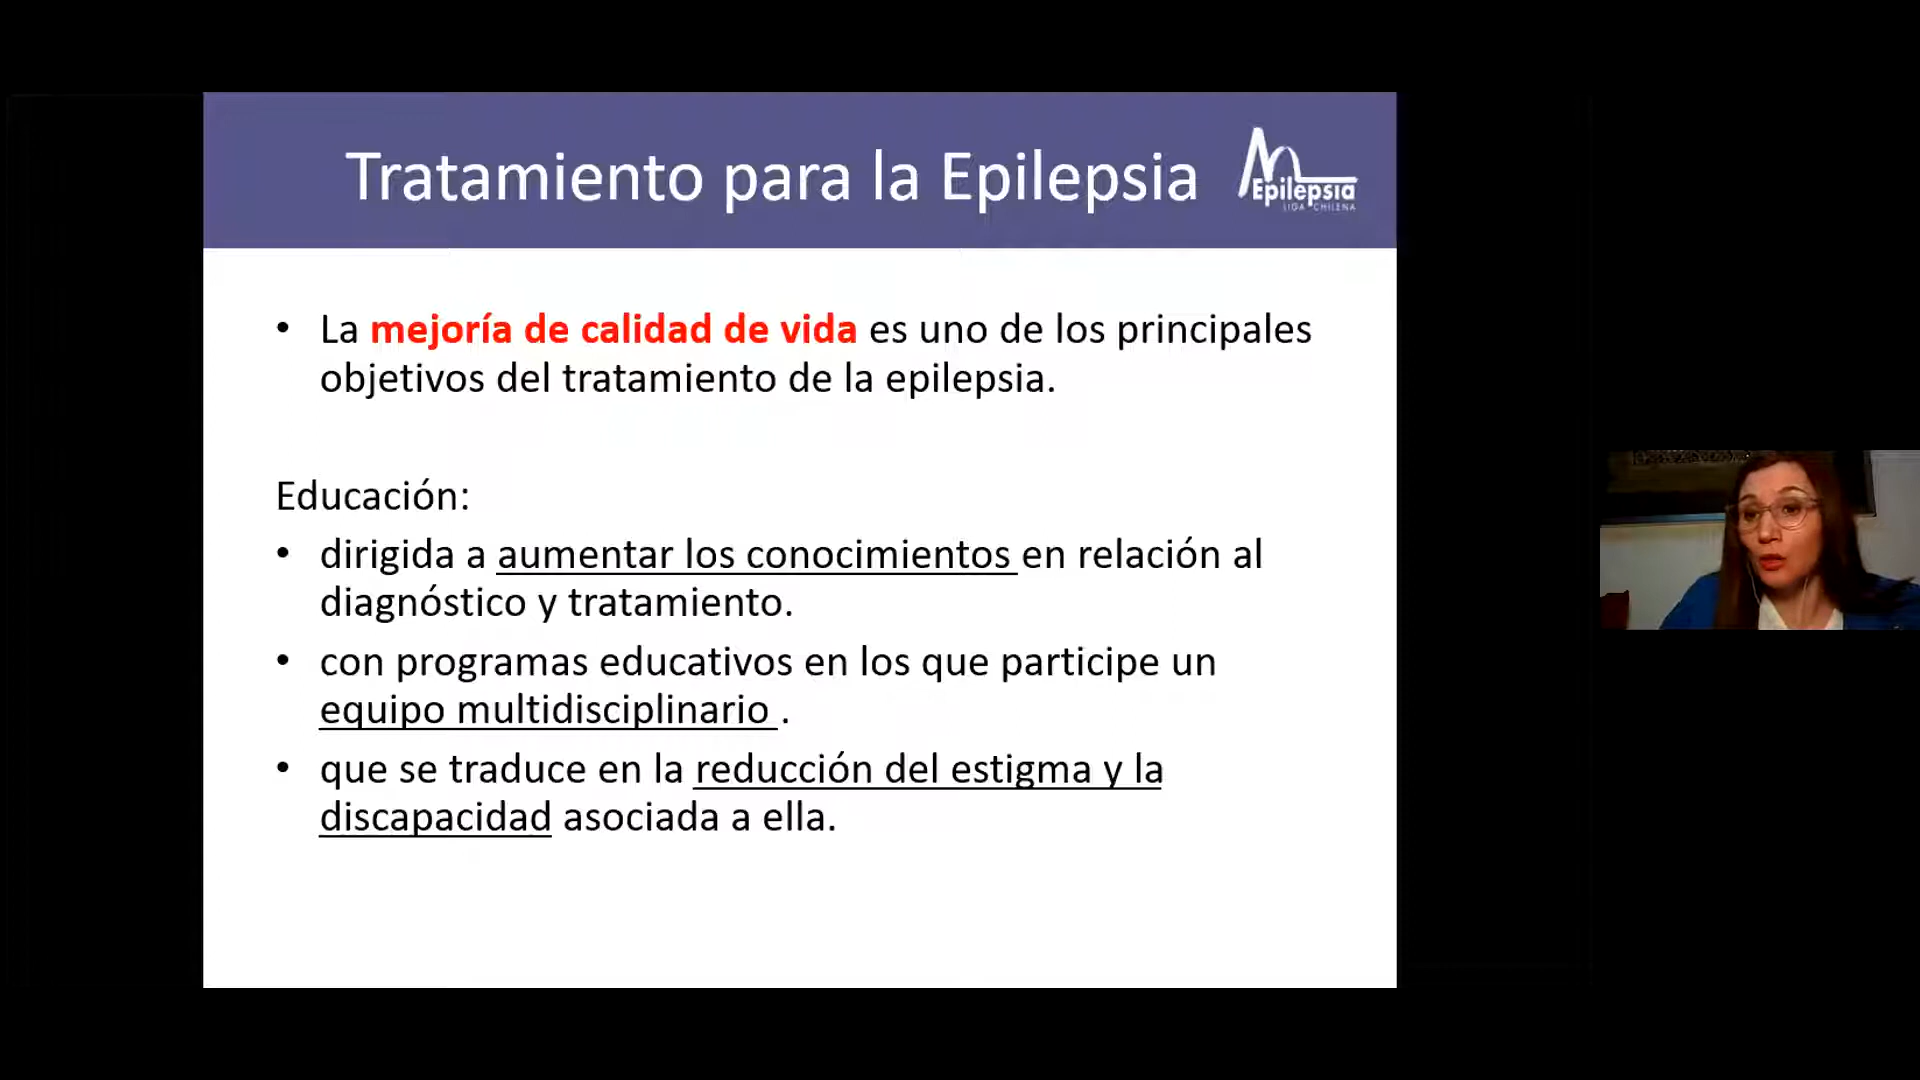 Tratamiento para la Epilepsia
Epilepsia
LIGA CHILENA
• La mejoría de calidad de vida es uno de los principales
objetivos del tratamiento de la epilepsia.
Educación:
• dirigida a aumentar los conocimientos en relación al
diagnóstico y tratamiento.
• con programas educativos en los que participe un
equipo multidisciplinario .
• que se traduce en la reducción del estigma y la
discapacidad asociada a ella.